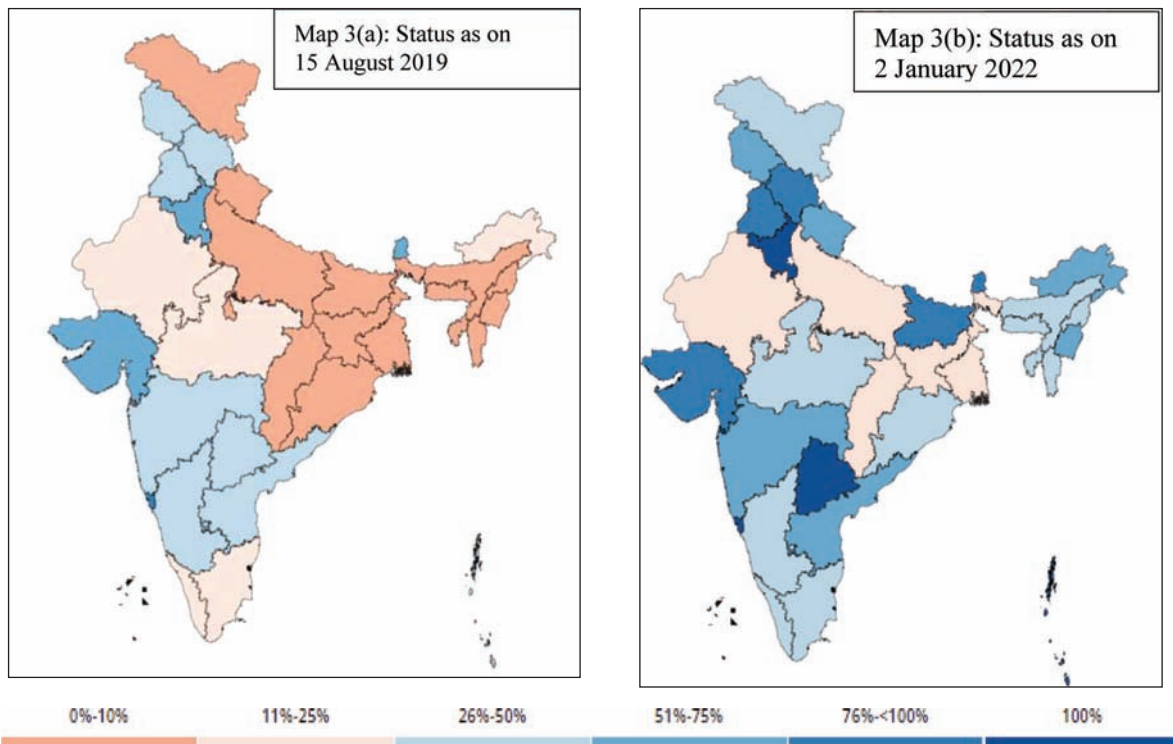 Map 3(a): Status as on
15 August 2019
Map 3(b): Status as on
2 January 2022
0%-10% 11%-25% 26%-50% 51%-75% 76%-<100% 100%